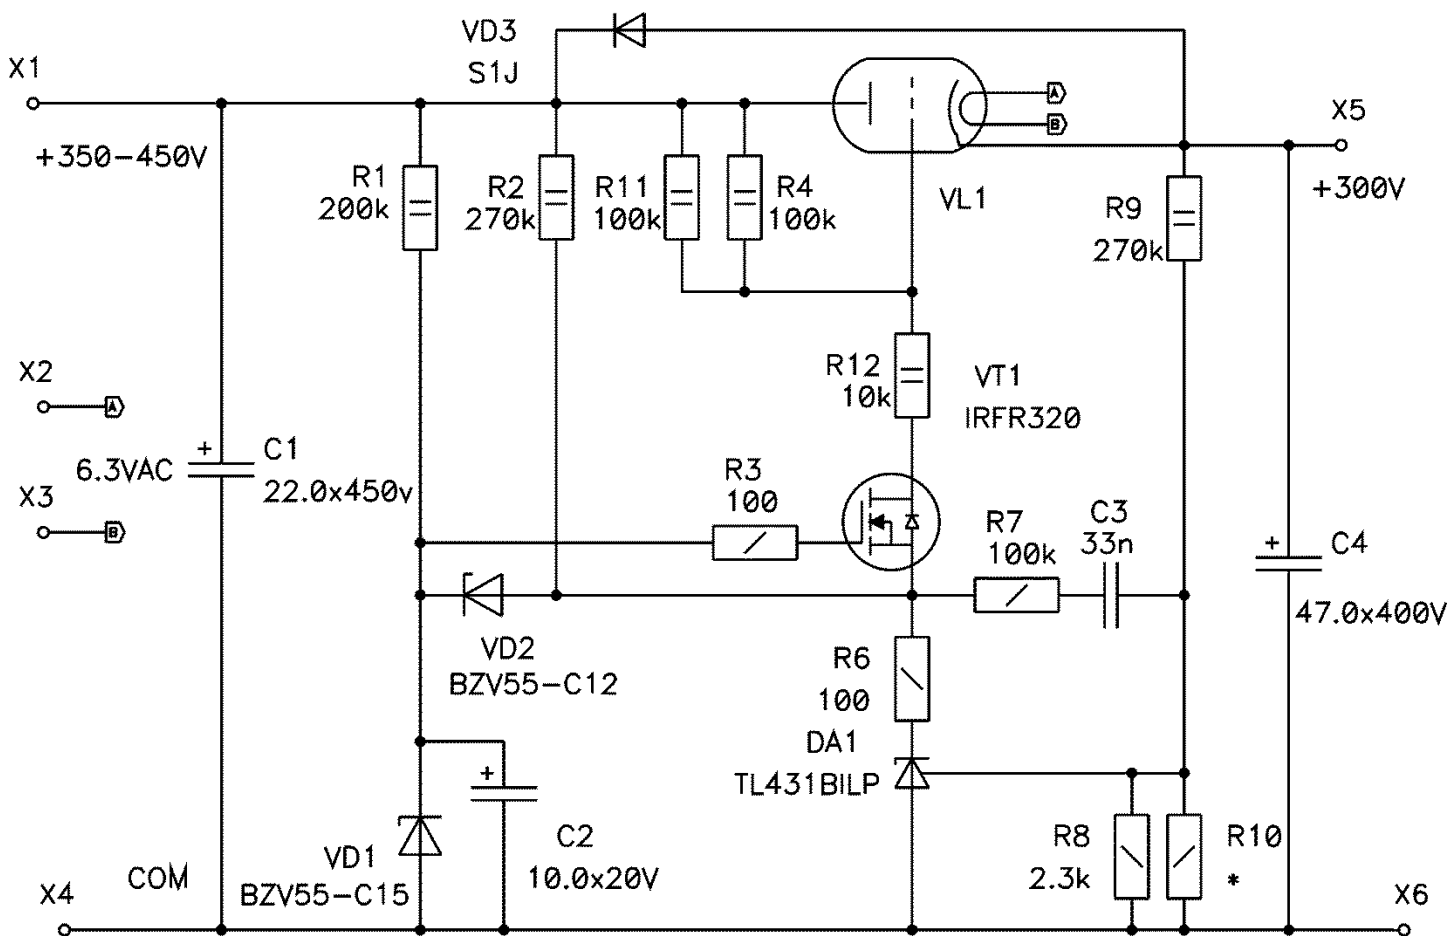 VD3
S1J
X1
+350-450V
A
B
X5
+300V
VL1
R1
200k
R2
270k
R11
100k
R4
100k
R9
270k
R12
10k
VT1
IRFR320
X2
A
6.3VAC
X3
B
C1
22.0x450v
R3
100
R7
100k
C3
33n
C4
47.0x400V
VD2
BZV55-C12
R6
100
DA1
TL431BILP
C2
10.0x20V
VD1
BZV55-C15
R8
2.3k
R10
*
X4
COM
X6